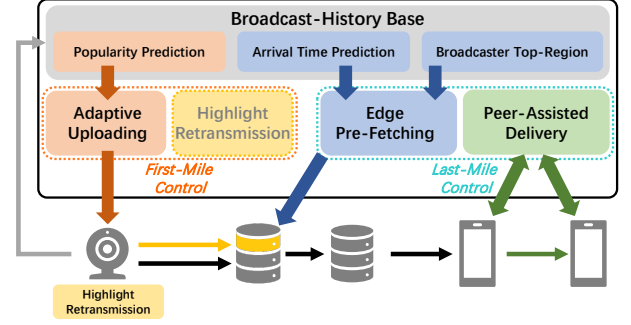 Broadcast-History Base
Popularity Prediction
Arrival Time Prediction
Broadcaster Top-Region
Adaptive
Uploading
Highlight
Retransmission
Edge
Pre-Fetching
Peer-Assisted
Delivery
First-Mile
Control
Last-Mile
Control
Highlight
Retransmission